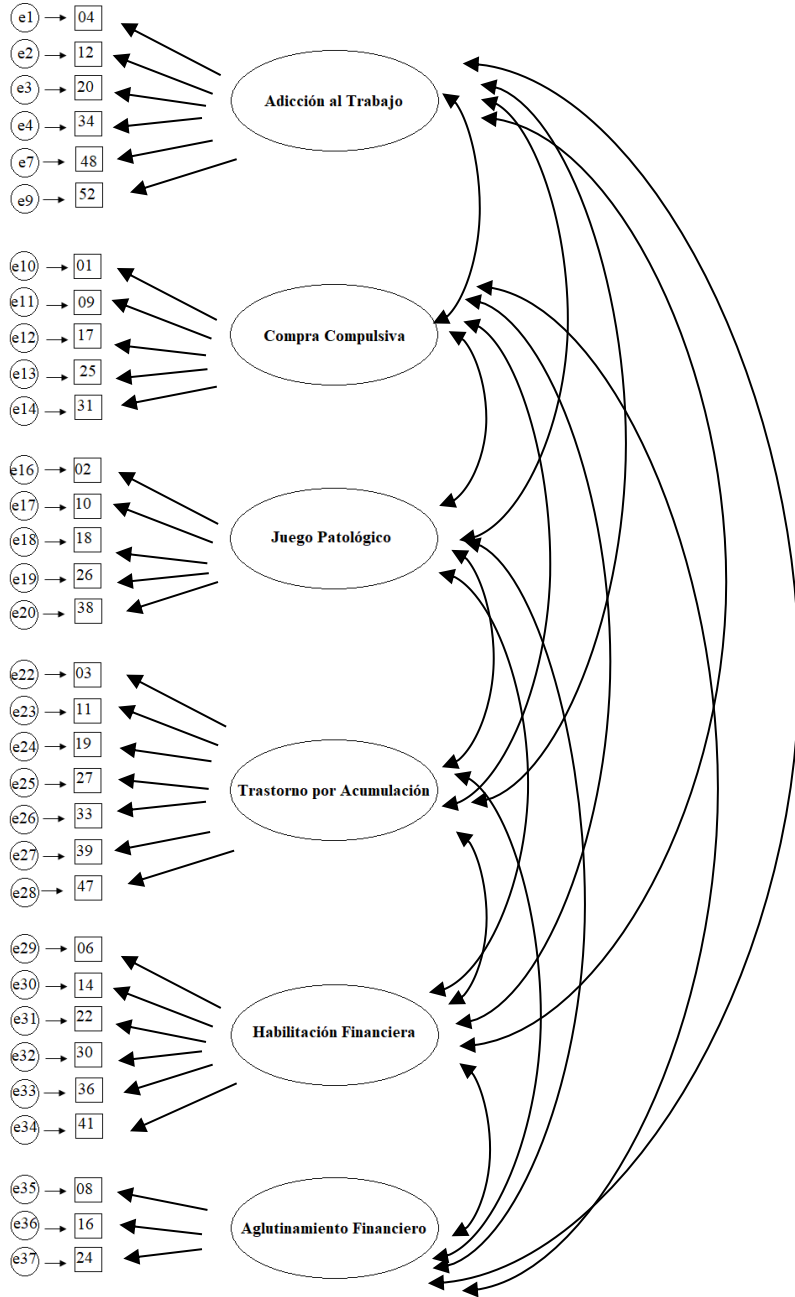 e1 04
e2 12
e3 20
e4 34
e7 48
e9 52
Adicción al Trabajo
e10 01
e11 09
e12 17
e13 25
e14 31
Compra Compulsiva
e16 02
e17 10
e18 18
e19 26
e20 38
Juego Patológico
e22 03
e23 11
e24 19
e25 27
e26 33
e27 39
e28 47
Trastorno por Acumulación
e29 06
e30 14
e31 22
e32 30
e33 36
e34 41
Habilitación Financiera
e35 08
e36 16
e37 24
Aglutinamiento Financiero